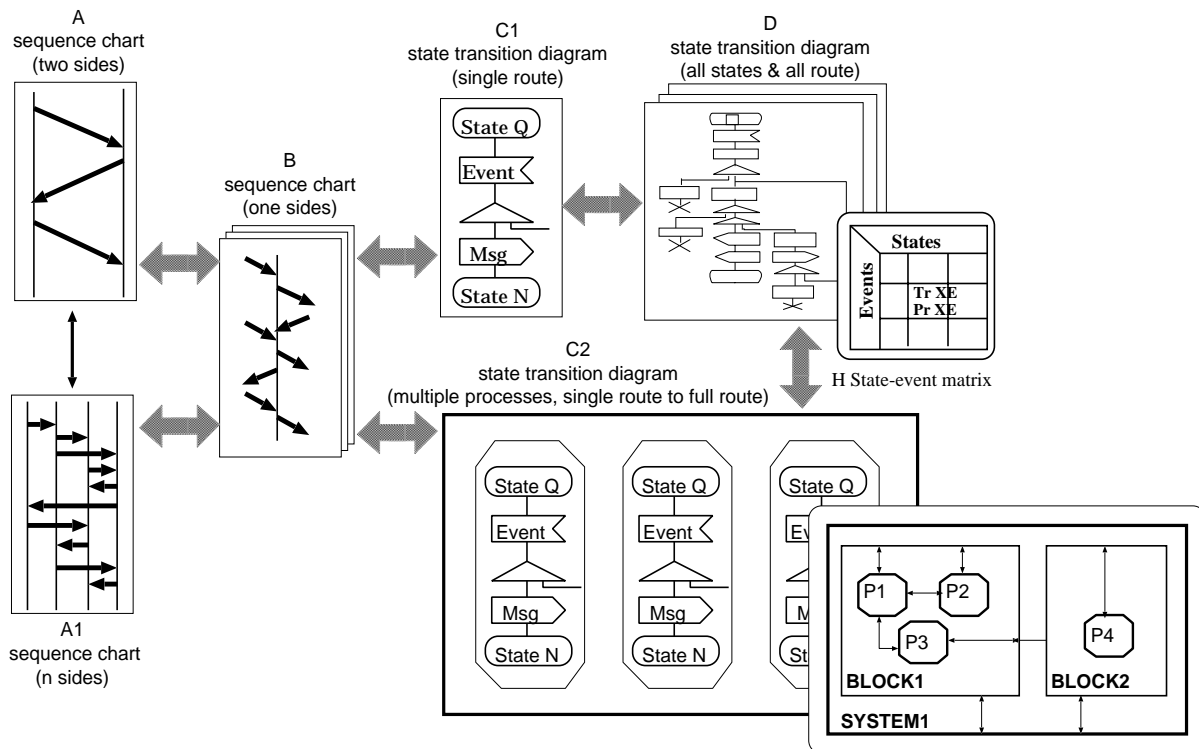 A
sequence chart
(two sides)
C1
state transition diagram
(single route)
D
state transition diagram
(all states & all route)
B
sequence chart
(one sides)
State Q
Event
Msg
State N
States
Events
Tr XE
Pr XE
H State-event matrix
C2
state transition diagram
(multiple processes, single route to full route)
A1
sequence chart
(n sides)
State Q
Event
Msg
State N
State Q
Event
Msg
State N
State Q
Eve
M
Sta
P1
P2
P3
P4
BLOCK1
BLOCK2
SYSTEM1